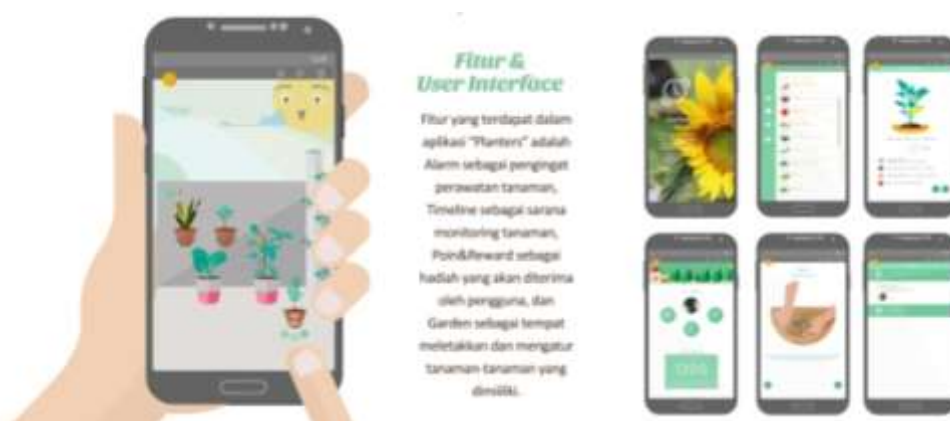 Fitur &
User Interface
Fitur yang terdapat dalam
aplikasi "Planters" adalah
Alarm sebagai pengingat
perawatan tanaman,
Timeline sebagai sarana
monitoring tanaman,
Poin&Reward sebagai
hadiah yang akan diterima
oleh pengguna, dan
Garden sebagai tempat
meletakkan dan mengatur
tanaman-tanaman yang
dimiliki.